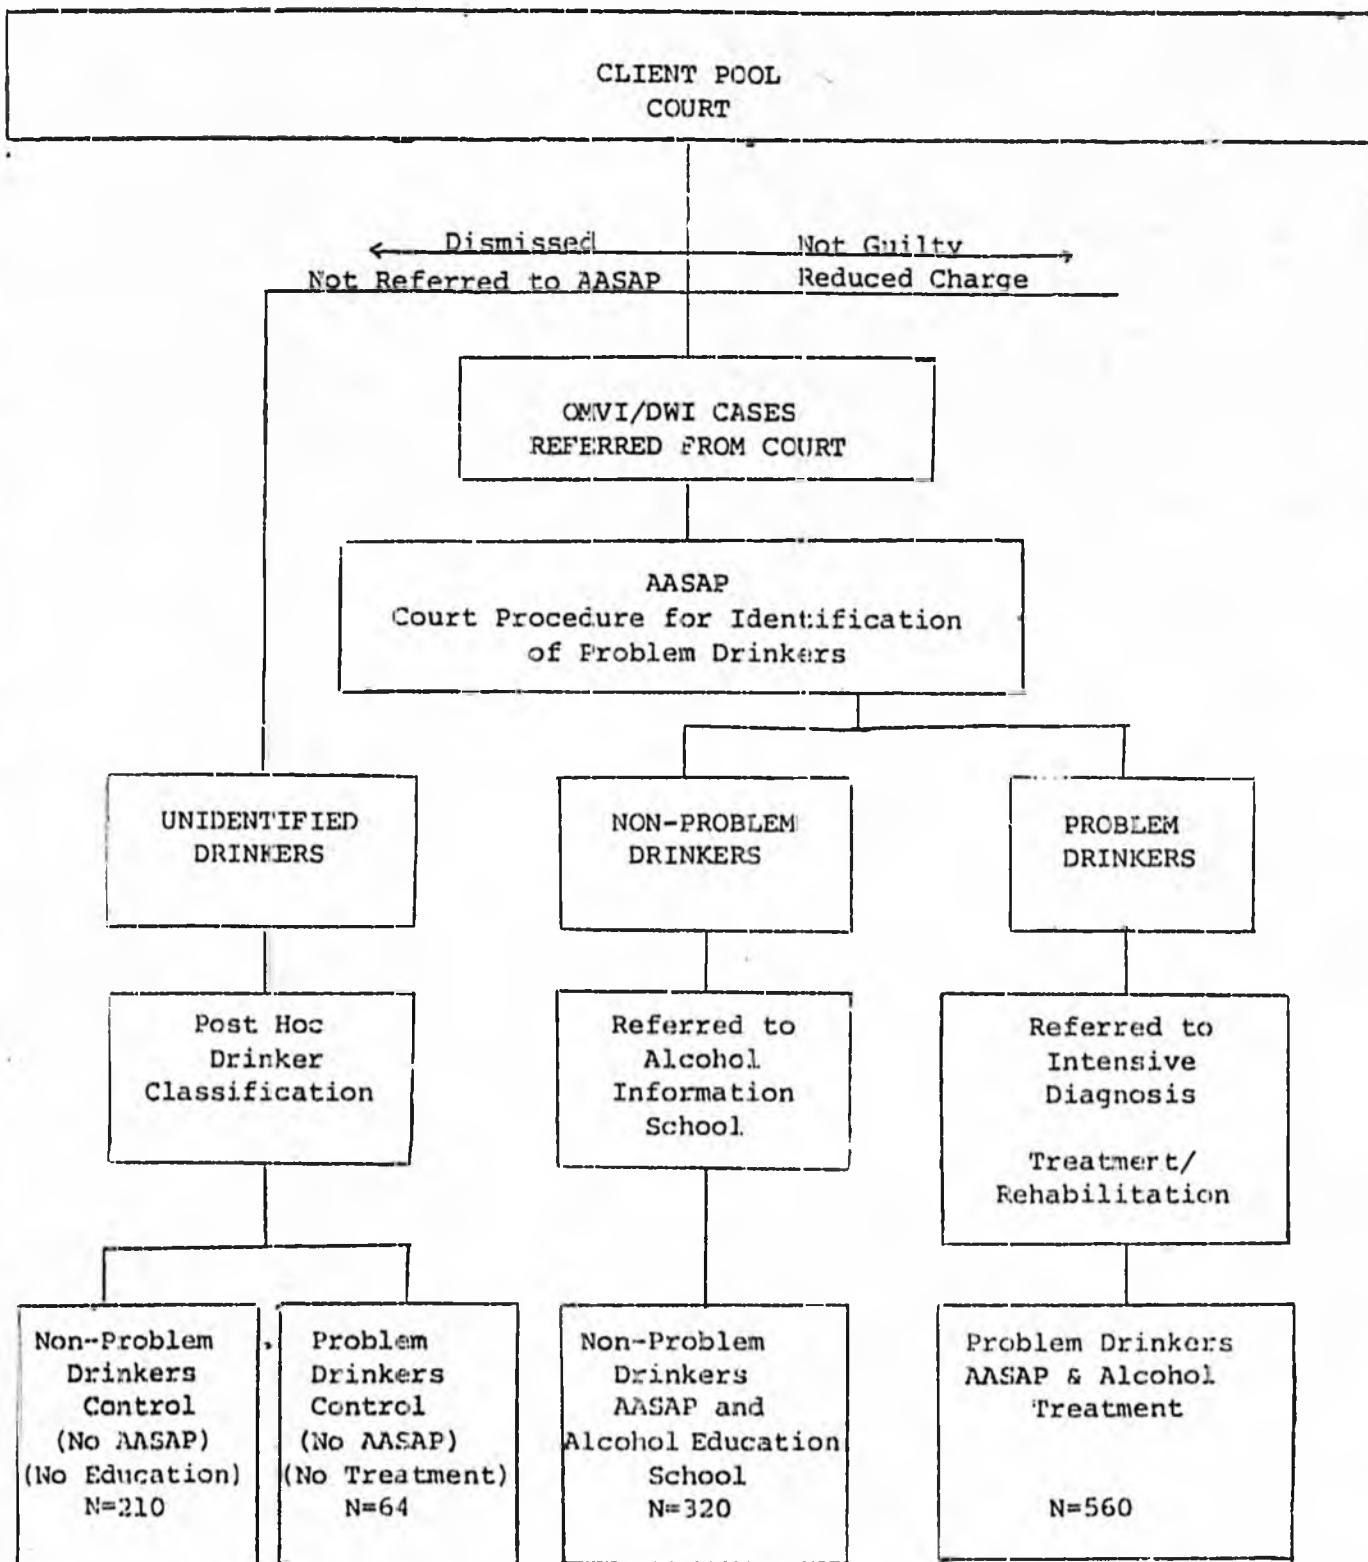 CLIENT POOL
COURT
Dismissed
Not Guilty
Not Referred to AASAP
Reduced Charge
OMVI/DWI CASES
REFERRED FROM COURT
AASAP
Court Procedure for Identification
of Problem Drinkers
UNIDENTIFIED
DRINKERS
NON-PROBLEM
DRINKERS
PROBLEM
DRINKERS
Post Hoc
Drinker
Classification
Referred to
Alcohol
Information
School
Referred to
Intensive
Diagnosis
Treatment/
Rehabilitation
Non-Problem
Drinkers
Control
(No AASAP)
(No Education)
N=210
Problem
Drinkers
Control
(No AASAP)
(No Treatment)
N=64
Non-Problem
Drinkers
AASAP and
Alcohol Education
School
N=320
Problem Drinkers
AASAP & Alcohol
Treatment
N=560